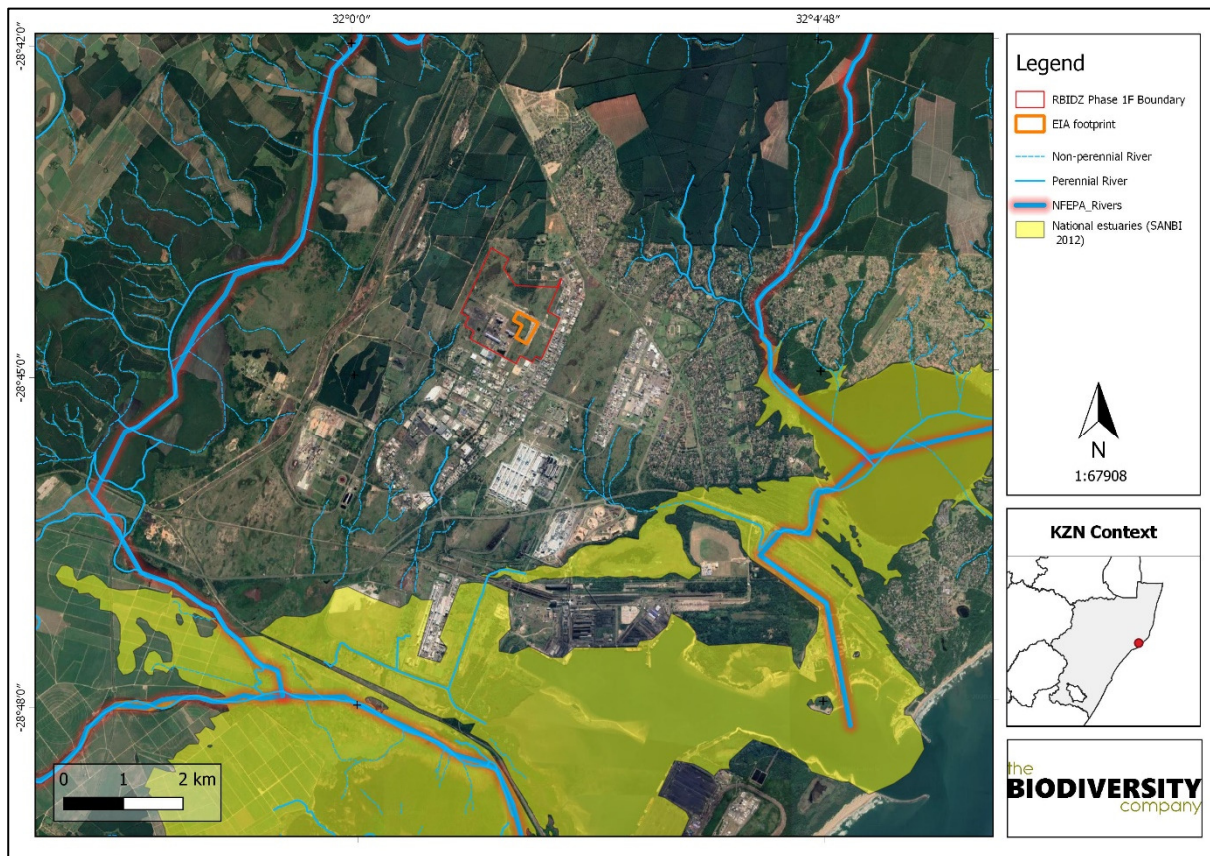 32°0'0"
32°4'48"
-28°42'0"
-28°45'0"
-28°48'0"
0 1 2 km
Legend
RBIDZ Phase 1F Boundary
EIA footprint
Non-perennial River
Perennial River
NFEPA_Rivers
National estuaries (SANBI
2012)
N
1:67908
KZN Context
the
BIODIVERSITY
company